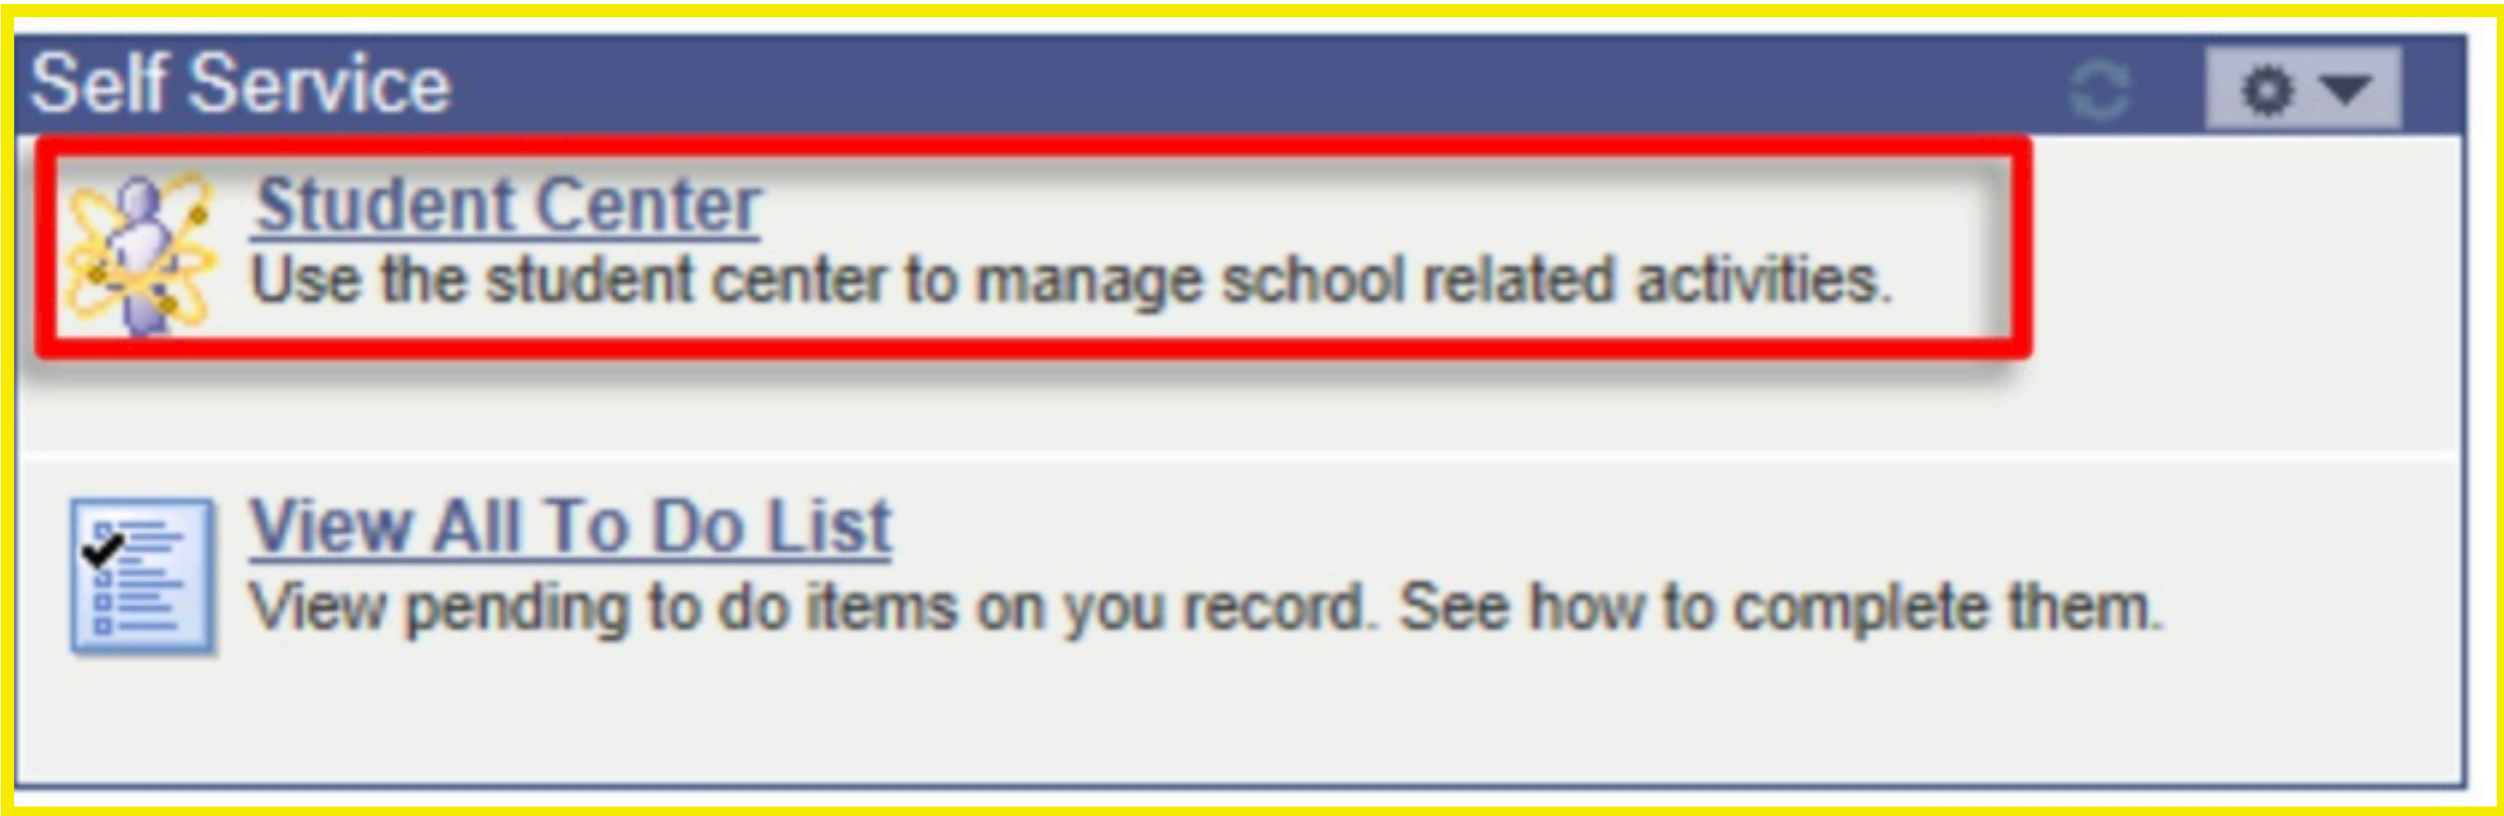 Self Service
Student Center
Use the student center to manage school related activities.
View All To Do List
View pending to do items on you record. See how to complete them.